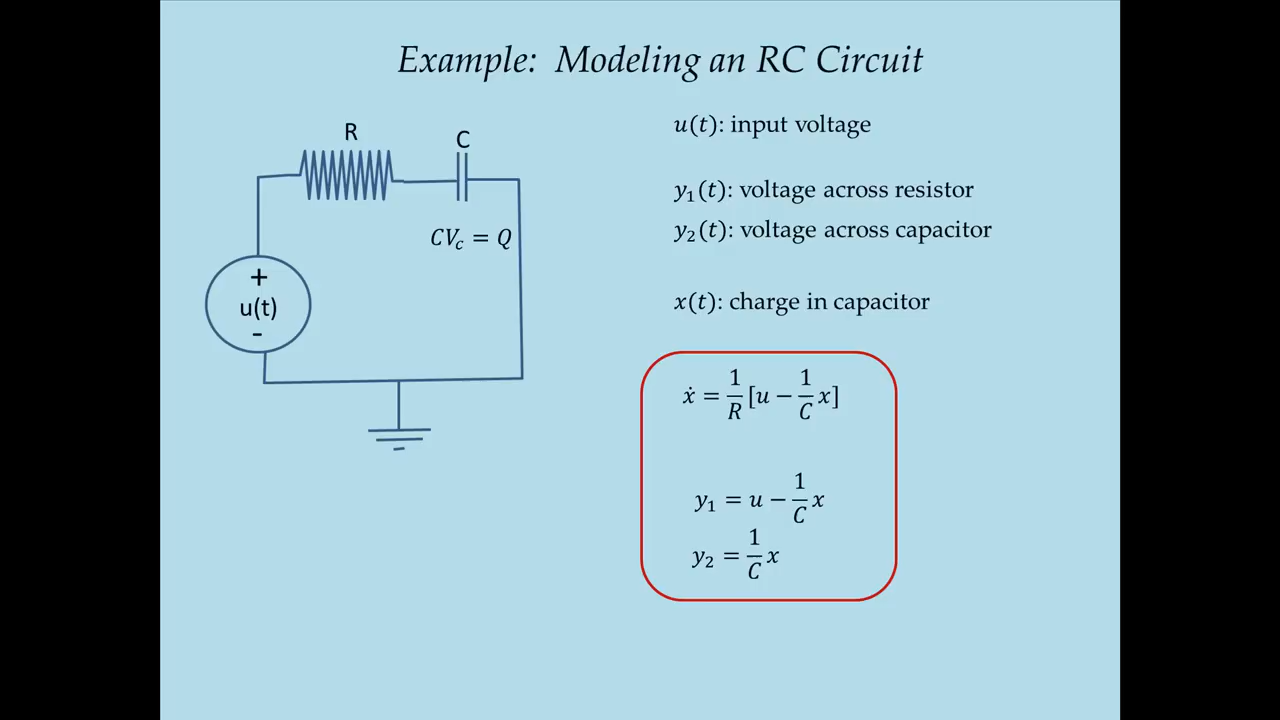 Example: Modeling an RC Circuit
R
C
CVc = Q
+
u(t)
-
u(t): input voltage
y₁(t): voltage across resistor
y₂(t): voltage across capacitor
x(t): charge in capacitor
ẋ = 1/R [u − 1/C x]
y₁ = u − 1/C x
y₂ = 1/C x